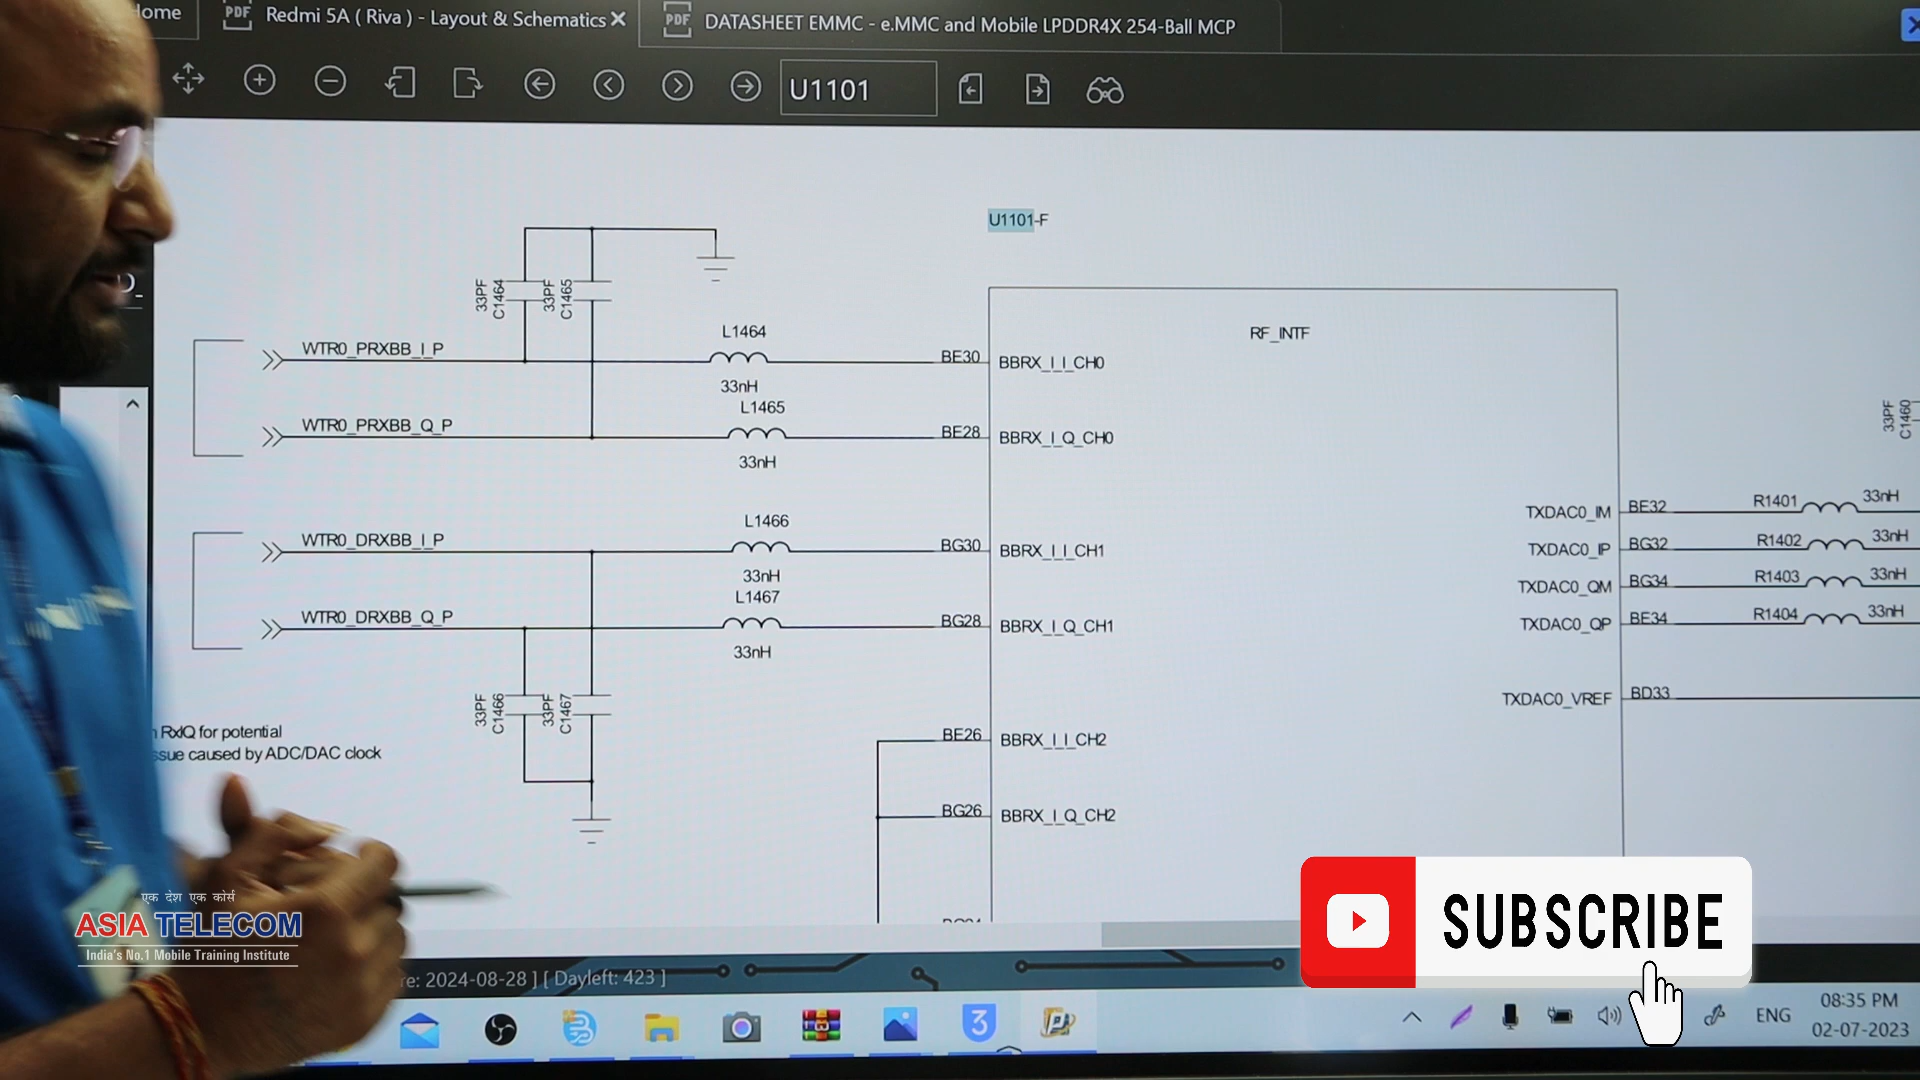 Home
PDF Redmi 5A ( Riva ) - Layout & Schematics
PDF DATASHEET EMMC - e.MMC and Mobile LPDDR4X 254-Ball MCP
U1101
U1101-F
RF_INTF
33PF
C1464
33PF
C1465
WTR0_PRXBB_I_P
L1464
33nH
BE30
BBRX_I_I_CH0
WTR0_PRXBB_Q_P
L1465
33nH
BE28
BBRX_I_Q_CH0
WTR0_DRXBB_I_P
L1466
33nH
BG30
BBRX_I_I_CH1
WTR0_DRXBB_Q_P
L1467
33nH
BG28
BBRX_I_Q_CH1
33PF
C1466
33PF
C1467
BE26
BBRX_I_I_CH2
BG26
BBRX_I_Q_CH2
33PF
C1460
TXDAC0_IM BE32 R1401 33nH
TXDAC0_IP BG32 R1402 33nH
TXDAC0_QM BG34 R1403 33nH
TXDAC0_QP BE34 R1404 33nH
TXDAC0_VREF BD33
RxIQ for potential
ssue caused by ADC/DAC clock
एक देश एक कोर्स
ASIA TELECOM
India's No.1 Mobile Training Institute
re: 2024-08-28 ] [ Dayleft: 423 ]
SUBSCRIBE
3
ENG
08:35 PM
02-07-2023